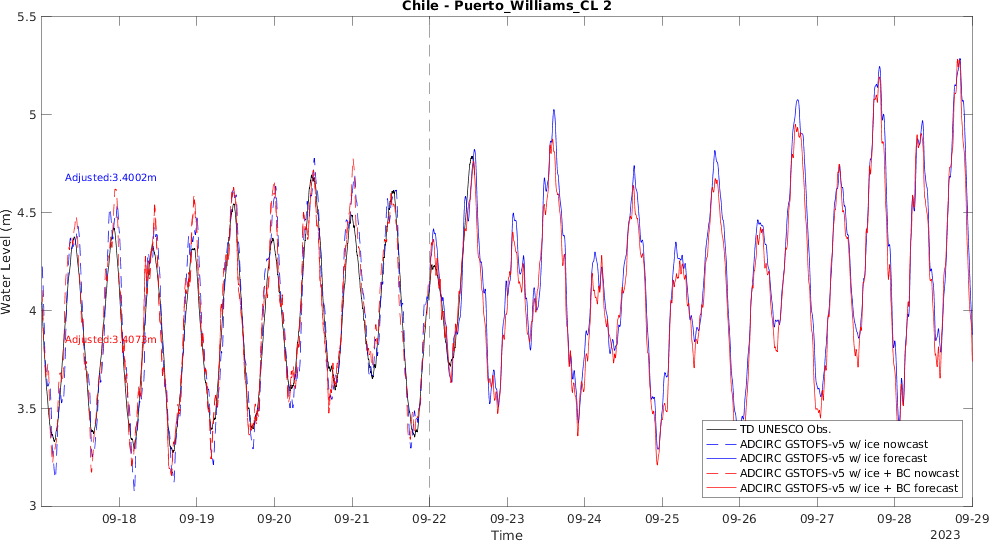 Chile - Puerto_Williams_CL 2
5.5
5
4.5
4
3.5
3
Water Level (m)
Adjusted:3.4002m
Adjusted:3.4073m
TD UNESCO Obs.
ADCIRC GSTOFS-v5 w/ ice nowcast
ADCIRC GSTOFS-v5 w/ ice forecast
ADCIRC GSTOFS-v5 w/ ice + BC nowcast
ADCIRC GSTOFS-v5 w/ ice + BC forecast
09-18 09-19 09-20 09-21 09-22 09-23 09-24 09-25 09-26 09-27 09-28 09-29
Time
2023